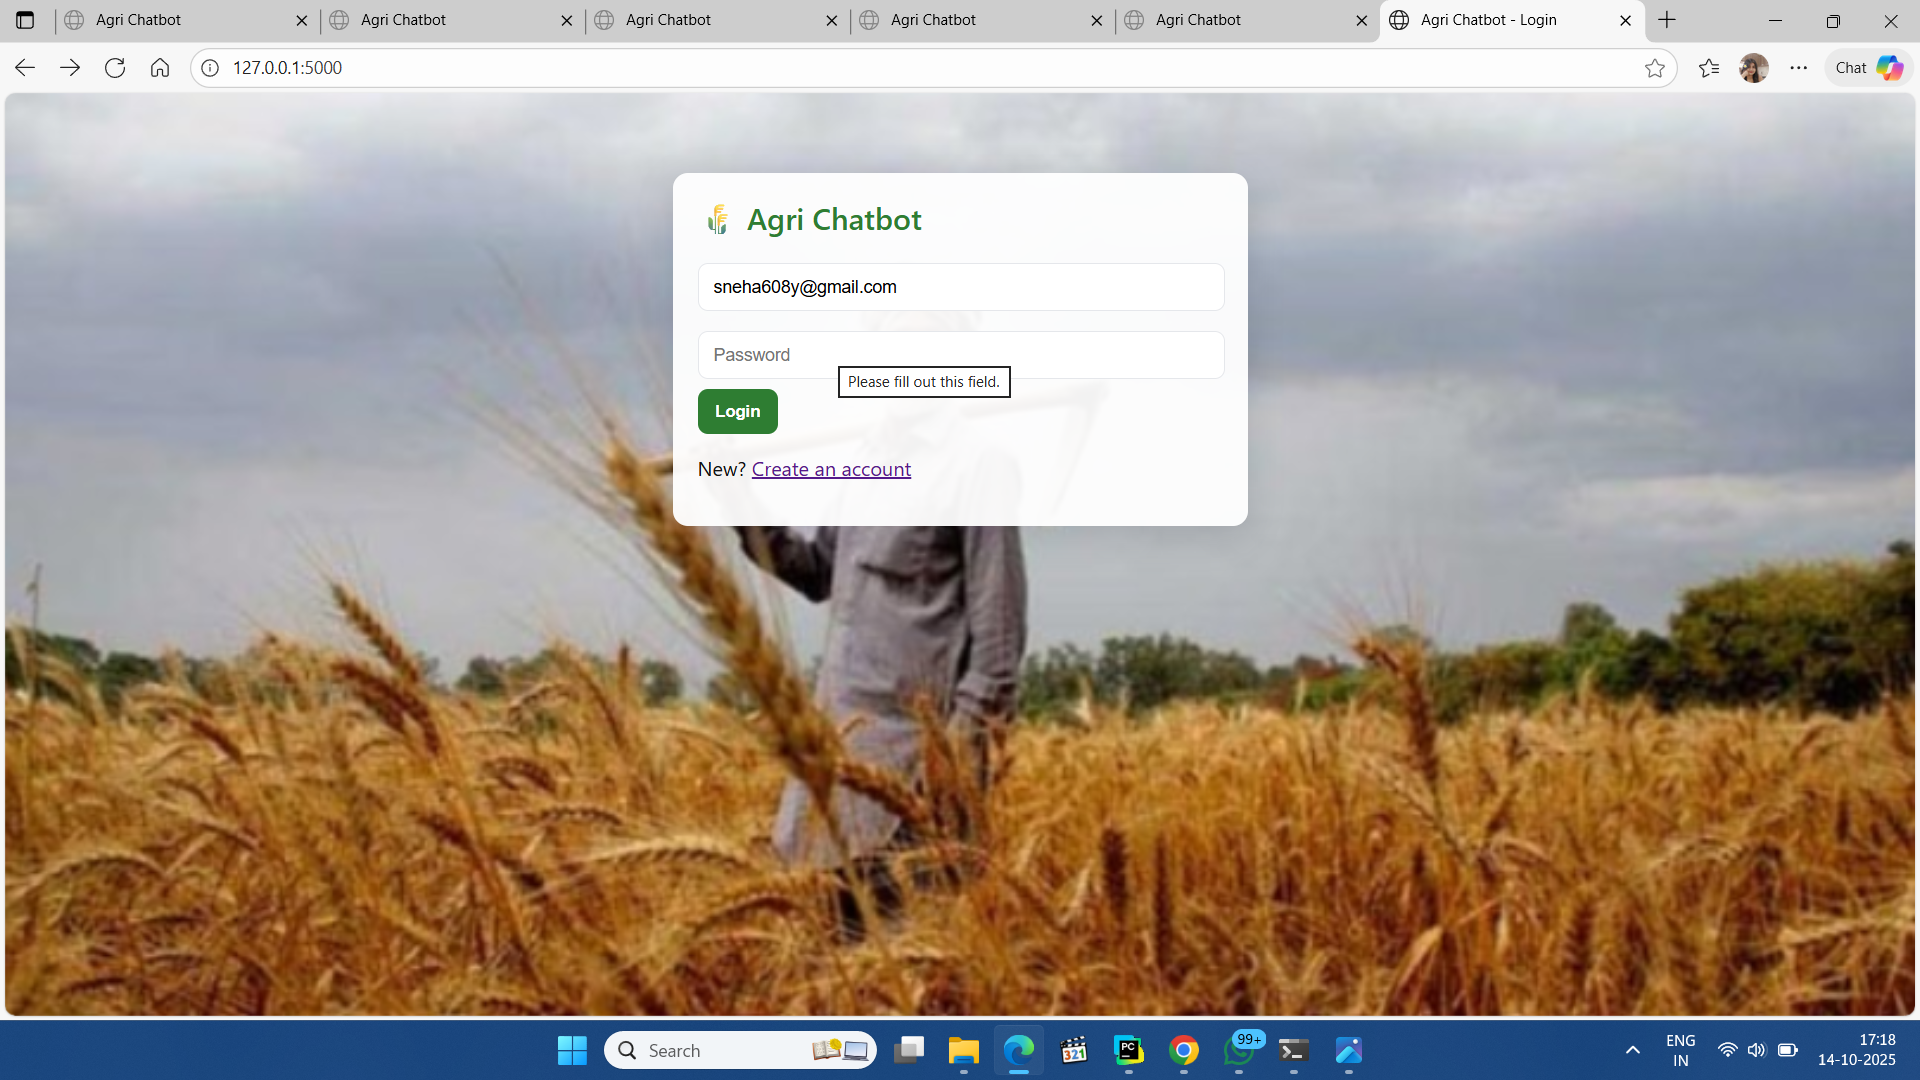 Agri Chatbot
Agri Chatbot
Agri Chatbot
Agri Chatbot
Agri Chatbot
Agri Chatbot - Login
127.0.0.1:5000
Chat
Agri Chatbot
sneha608y@gmail.com
Password
Please fill out this field.
Login
New? Create an account
Search
321
PC
99+
ENG
IN
17:18
14-10-2025